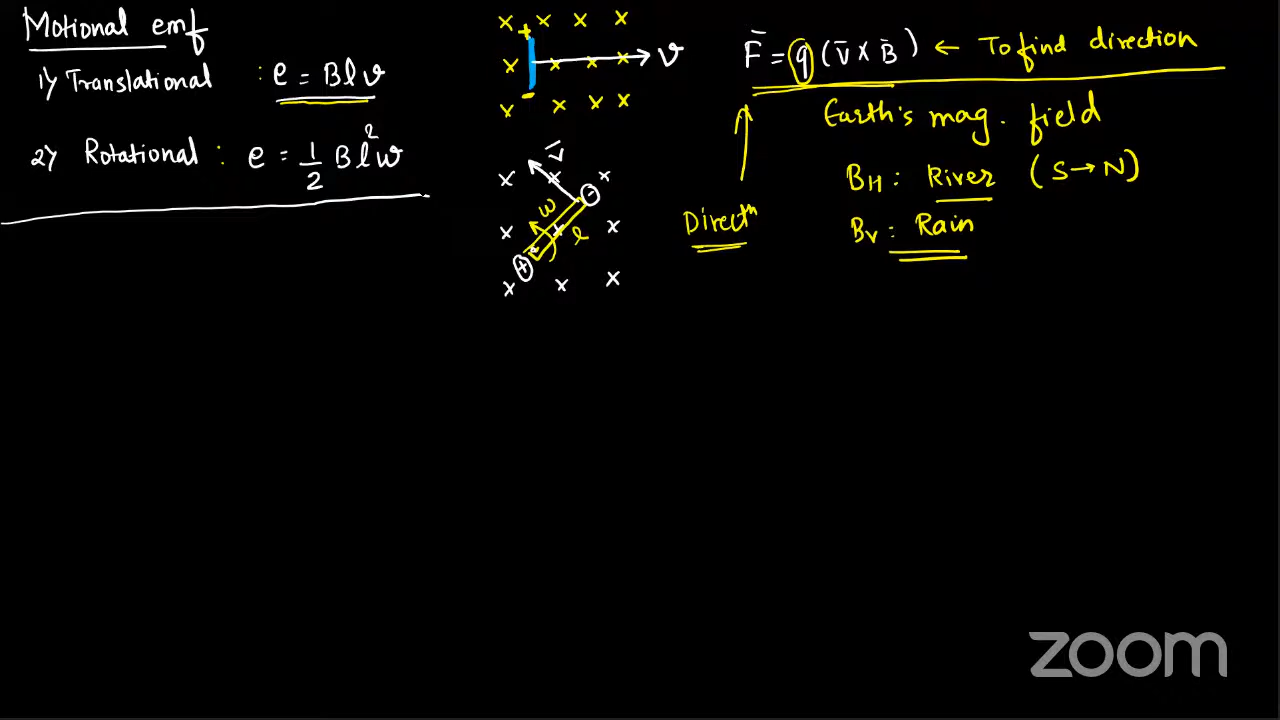 Motional emf
1) Translational : e = Blv
2) Rotational : e = 1/2 Bl²ω
x x x x
+
x x x x → v
-
x x x x
v̄
x x x
-
ω
x x x
l
+
x x x
F̄ = q (v̄ × B̄) ← To find direction
Earth's mag. field
BH : River (S→N)
Directⁿ
Bv : Rain
zoom